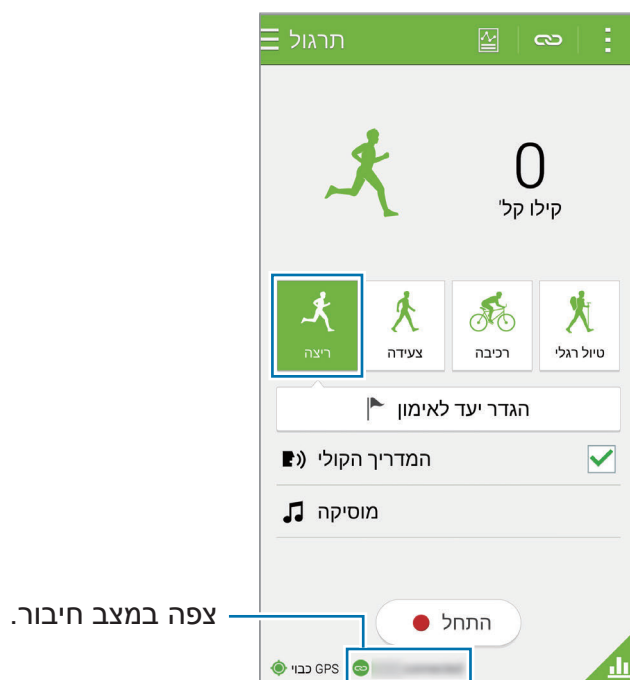 תרגול
0
קילו קל'
ריצה
צעידה
רכיבה
טיול רגלי
הגדר יעד לאימון
המדריך הקולי
מוסיקה
התחל
צפה במצב חיבור.
GPS כבוי